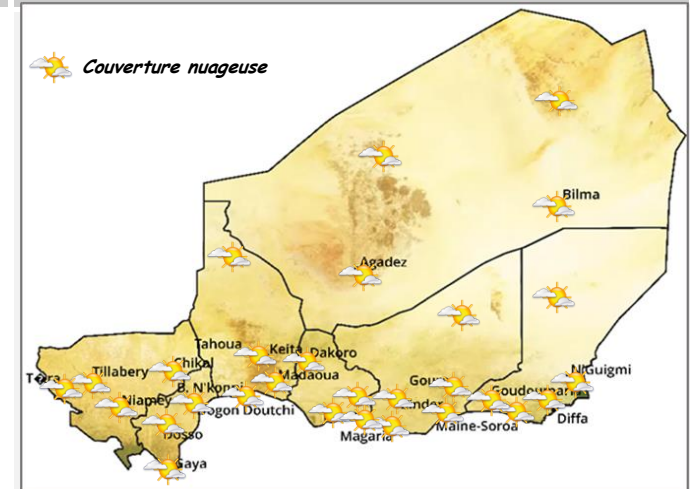 Couverture nuageuse
Bilma
Agadez
Tahoua
Keita
Dakoro
N'Guigmi
Tillabery
Chikal
Madaoua
B. N'konni
Niamey
Dogon Doutchi
Diffa
Maine-Soroa
Magaria
Dosso
Gaya